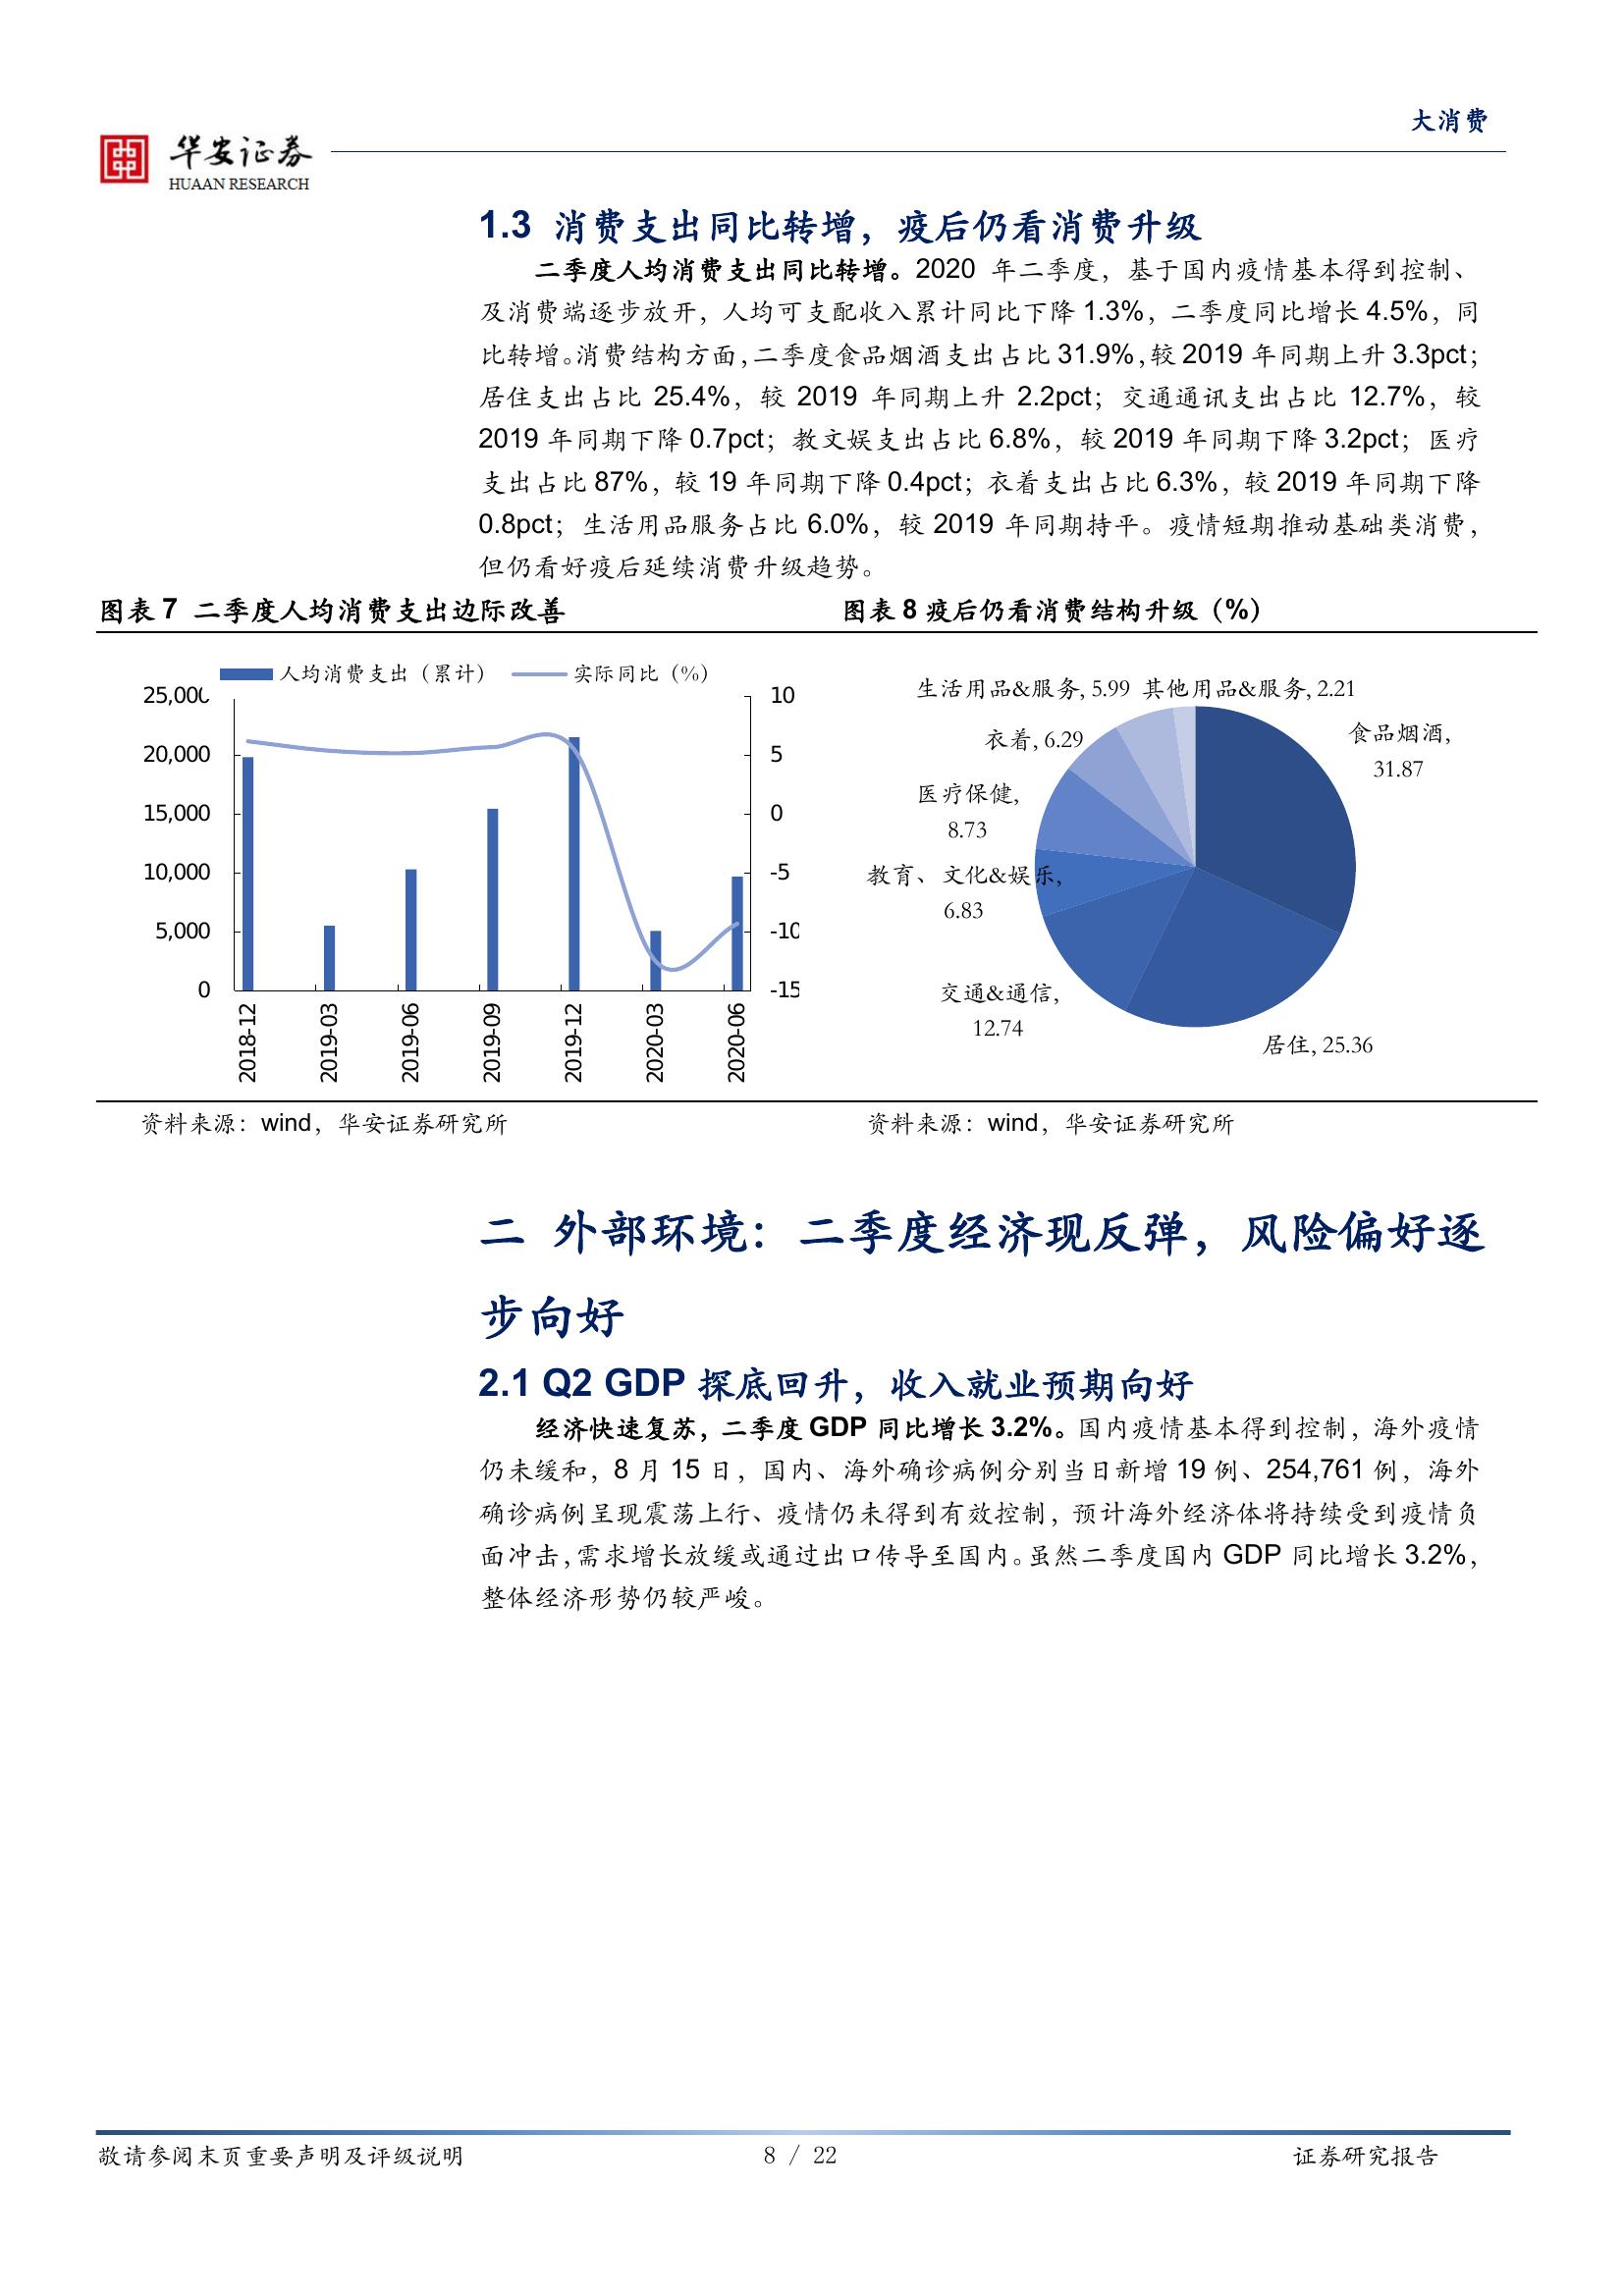 大消费
华安证券
HUAAN RESEARCH
1.3 消费支出同比转增，疫后仍看消费升级
二季度人均消费支出同比转增。2020 年二季度，基于国内疫情基本得到控制、
及消费端逐步放开，人均可支配收入累计同比下降 1.3%，二季度同比增长 4.5%，同
比转增。消费结构方面，二季度食品烟酒支出占比 31.9%，较 2019 年同期上升 3.3pct；
居住支出占比 25.4%，较 2019 年同期上升 2.2pct；交通通讯支出占比 12.7%，较
2019 年同期下降 0.7pct；教文娱支出占比 6.8%，较 2019 年同期下降 3.2pct；医疗
支出占比 87%，较 19 年同期下降 0.4pct；衣着支出占比 6.3%，较 2019 年同期下降
0.8pct；生活用品服务占比 6.0%，较 2019 年同期持平。疫情短期推动基础类消费，
但仍看好疫后延续消费升级趋势。
图表 7 二季度人均消费支出边际改善
人均消费支出（累计） 实际同比（%）
25,000 10
20,000 5
15,000 0
10,000 -5
5,000 -10
0 -15
2018-12 2019-03 2019-06 2019-09 2019-12 2020-03 2020-06
资料来源：wind，华安证券研究所
图表 8 疫后仍看消费结构升级（%）
生活用品&服务, 5.99 其他用品&服务, 2.21
食品烟酒,
31.87
衣着, 6.29
医疗保健,
8.73
教育、文化&娱乐,
6.83
交通&通信,
12.74
居住, 25.36
资料来源：wind，华安证券研究所
二 外部环境：二季度经济现反弹，风险偏好逐
步向好
2.1 Q2 GDP 探底回升，收入就业预期向好
经济快速复苏，二季度 GDP 同比增长 3.2%。国内疫情基本得到控制，海外疫情
仍未缓和，8 月 15 日，国内、海外确诊病例分别当日新增 19 例、254,761 例，海外
确诊病例呈现震荡上行、疫情仍未得到有效控制，预计海外经济体将持续受到疫情负
面冲击，需求增长放缓或通过出口传导至国内。虽然二季度国内 GDP 同比增长 3.2%，
整体经济形势仍较严峻。
敬请参阅末页重要声明及评级说明 8 / 22 证券研究报告